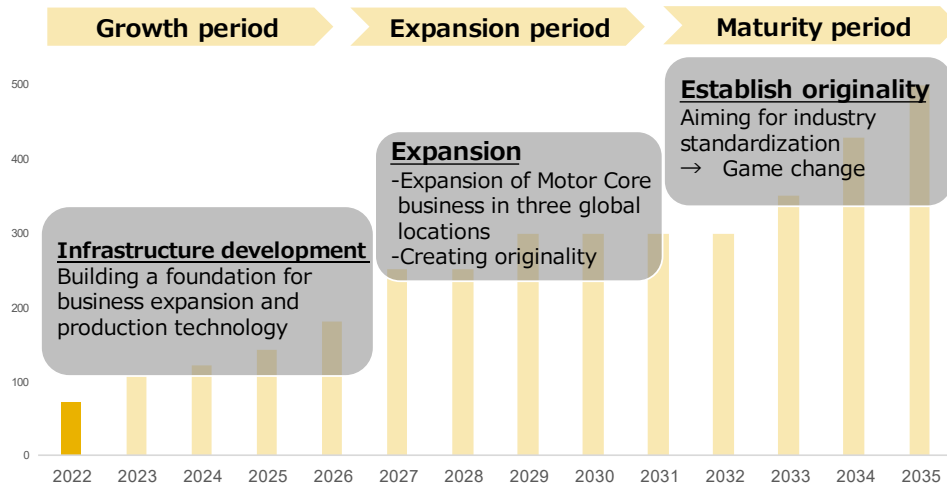 Growth period
Expansion period
Maturity period
500
400
300
200
100
0
Establish originality
Aiming for industry
standardization
→ Game change
Expansion
-Expansion of Motor Core
business in three global
locations
-Creating originality
Infrastructure development
Building a foundation for
business expansion and
production technology
2022 2023 2024 2025 2026 2027 2028 2029 2030 2031 2032 2033 2034 2035